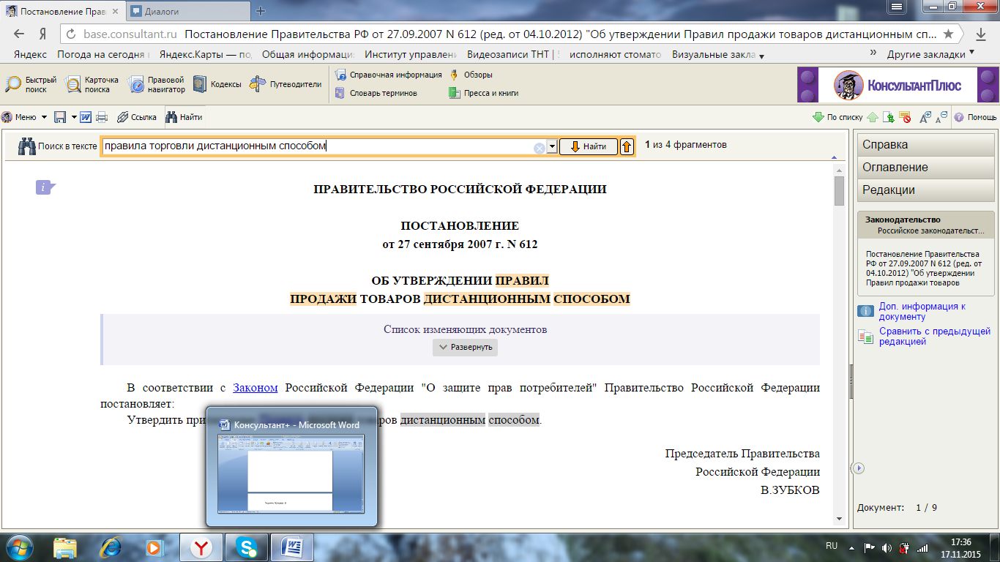 Постановление Прав
Диалоги
base.consultant.ru Постановление Правительства РФ от 27.09.2007 N 612 (ред. от 04.10.2012) "Об утверждении Правил продажи товаров дистанционным сп...
Яндекс Погода на сегодня Яндекс.Карты — по Общая информаци Институт управлен Видеозаписи ТНТ | исполняют стомато Визуальные закла » Другие закладки
Быстрый поиск
Карточка поиска
Правовой навигатор
Кодексы
Путеводители
Справочная информация
Обзоры
Словарь терминов
Пресса и книги
КонсультантПлюс
Меню
Ссылка
Найти
По списку
Помощь
Поиск в тексте правила торговли дистанционным способом Найти 1 из 4 фрагментов
ПРАВИТЕЛЬСТВО РОССИЙСКОЙ ФЕДЕРАЦИИ
ПОСТАНОВЛЕНИЕ
от 27 сентября 2007 г. N 612
ОБ УТВЕРЖДЕНИИ ПРАВИЛ
ПРОДАЖИ ТОВАРОВ ДИСТАНЦИОННЫМ СПОСОБОМ
Список изменяющих документов
Развернуть
В соответствии с Законом Российской Федерации "О защите прав потребителей" Правительство Российской Федерации
постановляет:
Утвердить дистанционным способом.
Председатель Правительства
Российской Федерации
В.ЗУБКОВ
Справка
Оглавление
Редакции
Законодательство
Российское законодательст...
Постановление Правительства
РФ от 27.09.2007 N 612 (ред. от
04.10.2012) "Об утверждении
Правил продажи товаров
Доп. информация к
документу
Сравнить с предыдущей
редакцией
Документ: 1 / 9
Консультант+ - Microsoft Word
RU
17:36
17.11.2015